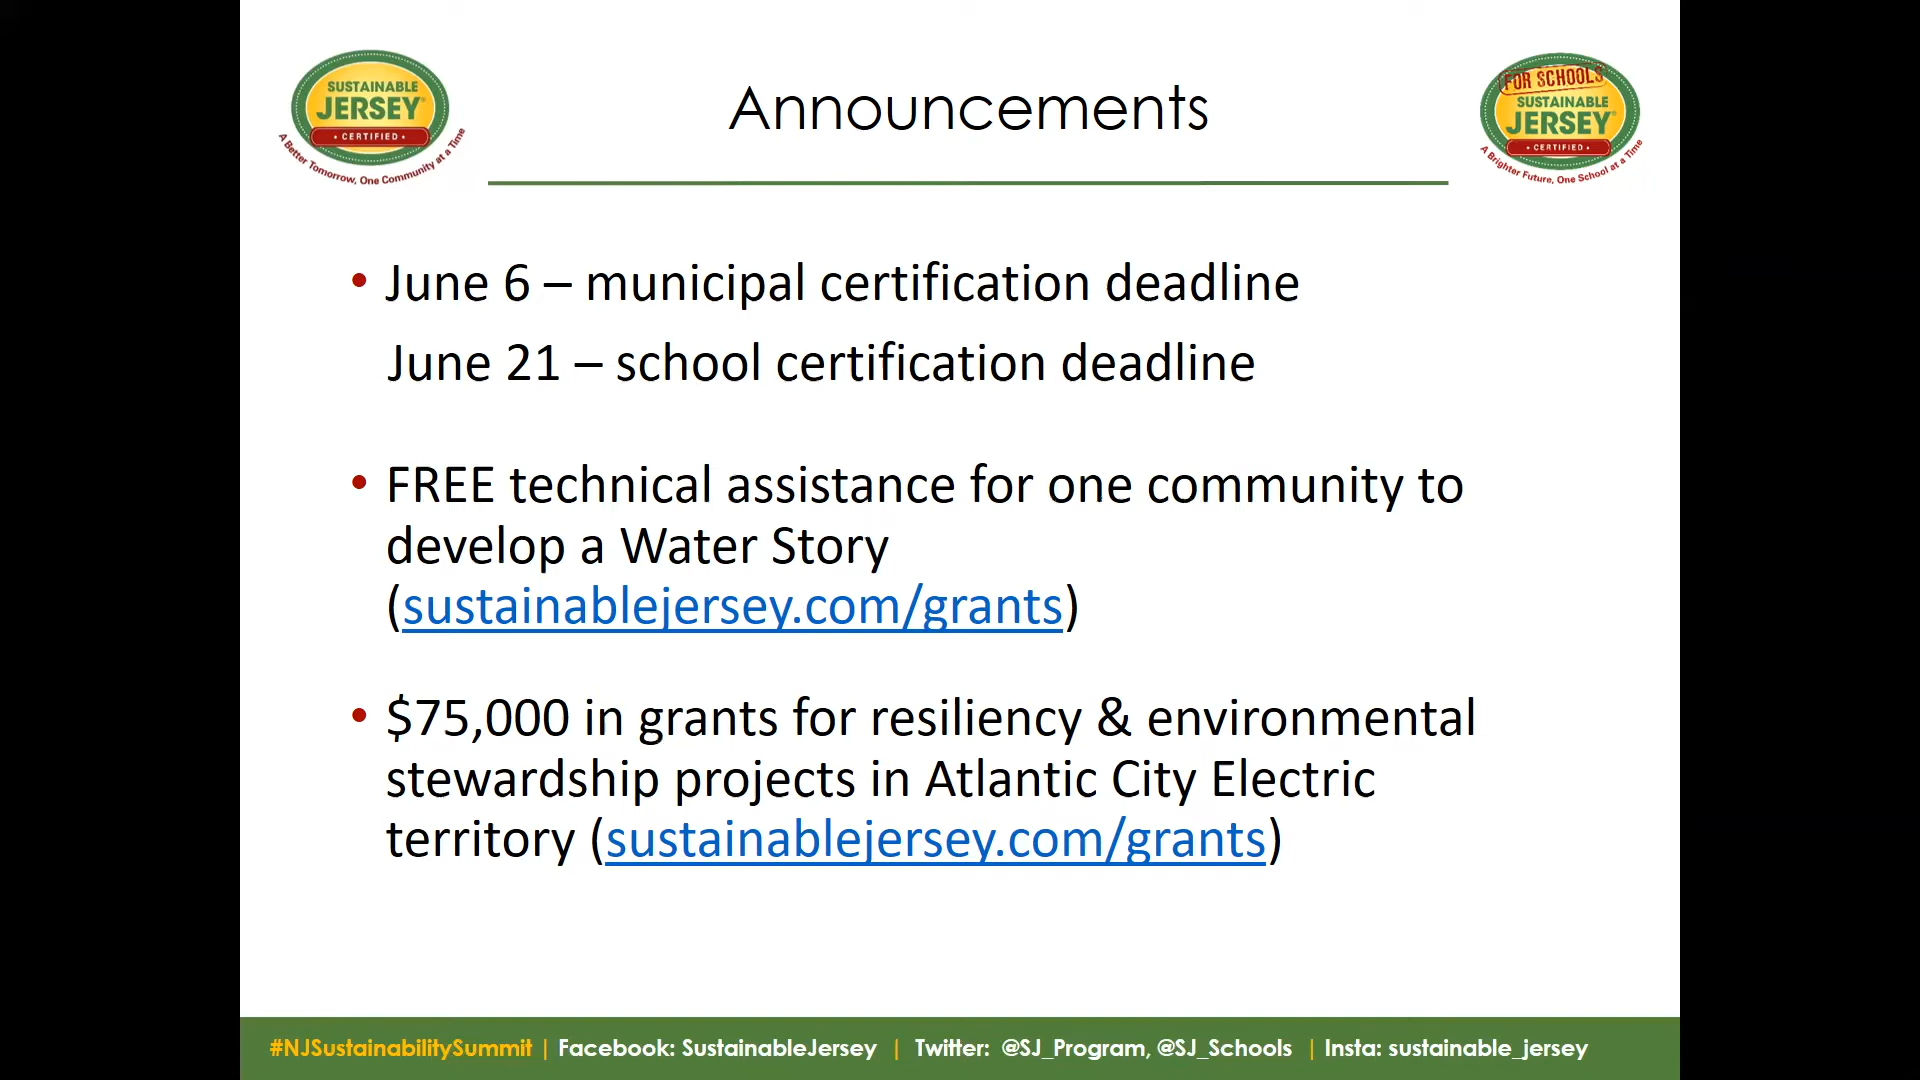 SUSTAINABLE
JERSEY®
• CERTIFIED •
A Better Tomorrow, One Community at a Time
Announcements
FOR SCHOOLS
SUSTAINABLE
JERSEY®
• CERTIFIED •
A Brighter Future, One School at a Time
• June 6 – municipal certification deadline
June 21 – school certification deadline
• FREE technical assistance for one community to
develop a Water Story
(sustainablejersey.com/grants)
• $75,000 in grants for resiliency & environmental
stewardship projects in Atlantic City Electric
territory (sustainablejersey.com/grants)
#NJSustainabilitySummit | Facebook: SustainableJersey | Twitter: @SJ_Program, @SJ_Schools | Insta: sustainable_jersey